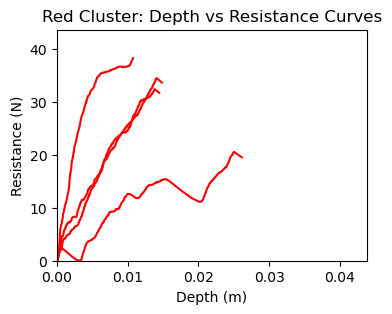 Red Cluster: Depth vs Resistance Curves
Resistance (N)
40
30
20
10
0
0.00 0.01 0.02 0.03 0.04
Depth (m)